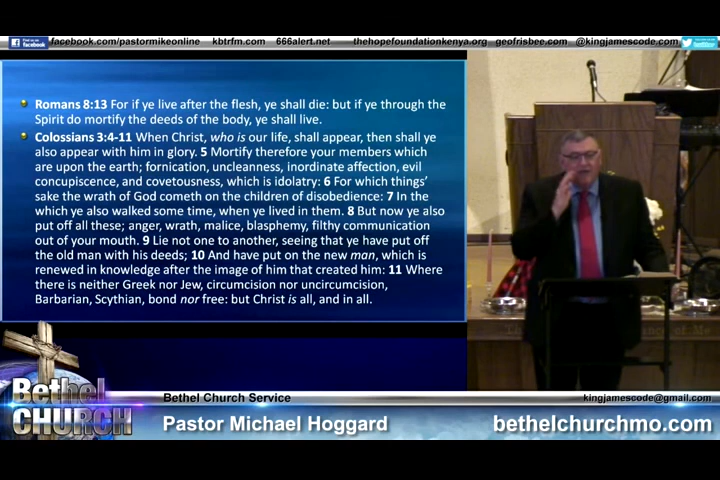 Find us on facebook facebook.com/pastormikeonline kbtrfm.com 666alert.net thehopefoundationkenya.org geofrisbee.com @kingjamescode.com twitter
Romans 8:13 For if ye live after the flesh, ye shall die: but if ye through the
Spirit do mortify the deeds of the body, ye shall live.
Colossians 3:4-11 When Christ, who is our life, shall appear, then shall ye
also appear with him in glory. 5 Mortify therefore your members which
are upon the earth; fornication, uncleanness, inordinate affection, evil
concupiscence, and covetousness, which is idolatry: 6 For which things’
sake the wrath of God cometh on the children of disobedience: 7 In the
which ye also walked some time, when ye lived in them. 8 But now ye also
put off all these; anger, wrath, malice, blasphemy, filthy communication
out of your mouth. 9 Lie not one to another, seeing that ye have put off
the old man with his deeds; 10 And have put on the new man, which is
renewed in knowledge after the image of him that created him: 11 Where
there is neither Greek nor Jew, circumcision nor uncircumcision,
Barbarian, Scythian, bond nor free: but Christ is all, and in all.
of Me
Bethel
CHURCH
Bethel Church Service kingjamescode@gmail.com
Pastor Michael Hoggard bethelchurchmo.com